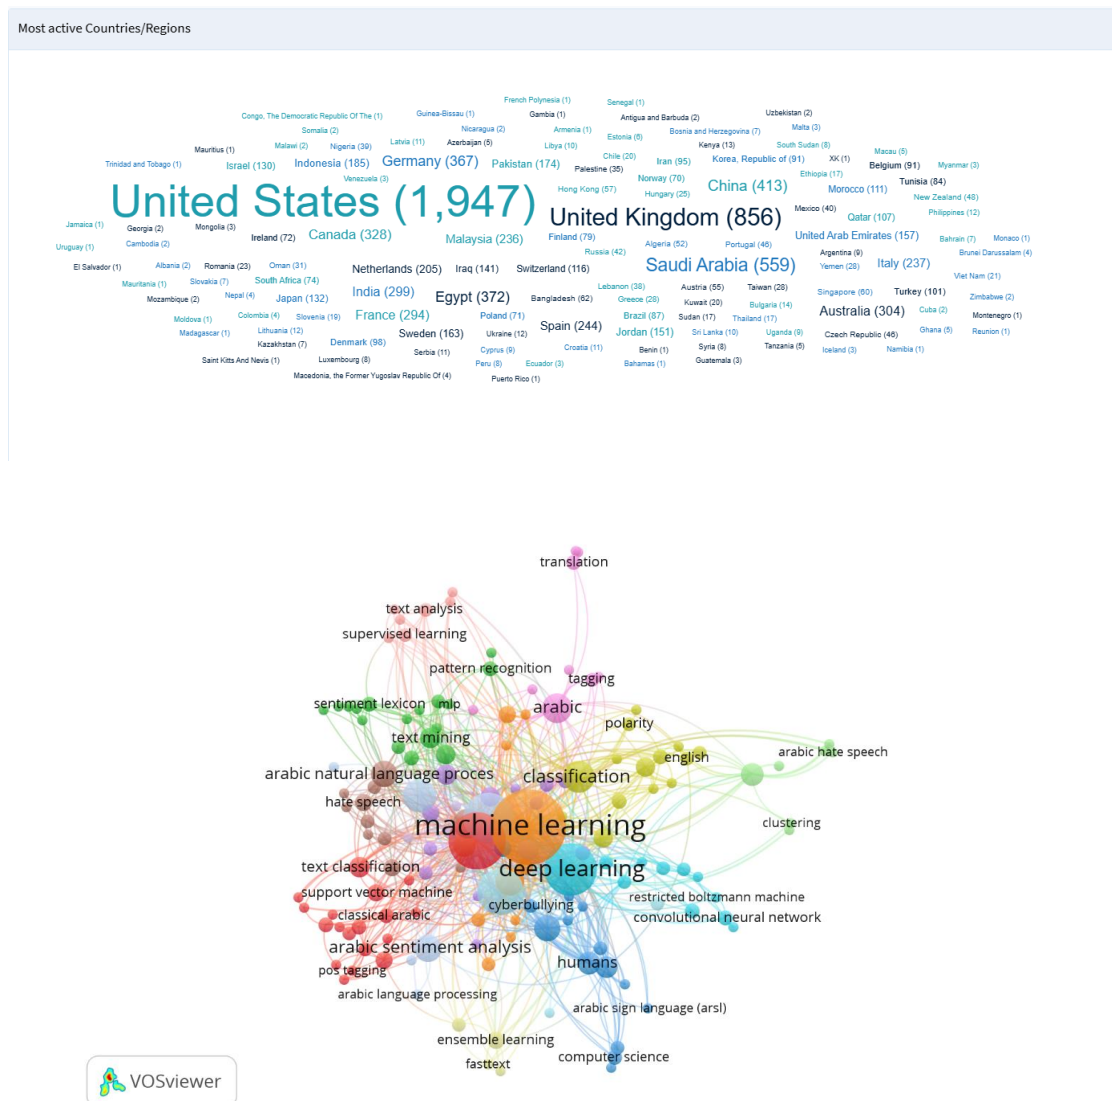 Most active Countries/Regions
French Polynesia (1)
Senegal (1)
Congo, The Democratic Republic Of The (1)
Guinea-Bissau (1)
Gambia (1)
Antigua and Barbuda (2)
Uzbekistan (2)
Somalia (2)
Nicaragua (2)
Armenia (1)
Bosnia and Herzegovina (7)
Malta (3)
Mauritius (1)
Malawi (2)
Nigeria (39)
Latvia (11)
Azerbaijan (5)
Libya (10)
Estonia (6)
Kenya (13)
South Sudan (8)
Macau (5)
Trinidad and Tobago (1)
Israel (130)
Indonesia (185)
Germany (367)
Pakistan (174)
Chile (20)
Palestine (35)
Iran (95)
Korea, Republic of (91)
XK (1)
Belgium (91)
Myanmar (3)
Venezuela (3)
Norway (70)
Ethiopia (17)
Tunisia (84)
United States (1,947)
Hong Kong (57)
Hungary (25)
China (413)
Morocco (111)
New Zealand (48)
United Kingdom (856)
Mexico (40)
Qatar (107)
Philippines (12)
Jamaica (1)
Georgia (2)
Mongolia (3)
Ireland (72)
Canada (328)
Malaysia (236)
Finland (79)
Algeria (52)
Portugal (46)
United Arab Emirates (157)
Bahrain (7)
Monaco (1)
Uruguay (1)
Cambodia (2)
Russia (42)
Argentina (9)
Brunei Darussalam (4)
El Salvador (1)
Albania (2)
Romania (23)
Oman (31)
Netherlands (205)
Iraq (141)
Switzerland (116)
Saudi Arabia (559)
Yemen (28)
Italy (237)
Viet Nam (21)
Mauritania (1)
Slovakia (7)
South Africa (74)
Lebanon (38)
Austria (55)
Taiwan (28)
Singapore (60)
Turkey (101)
Mozambique (2)
Nepal (4)
Japan (132)
India (299)
Egypt (372)
Bangladesh (62)
Greece (28)
Kuwait (20)
Bulgaria (14)
Zimbabwe (2)
Moldova (1)
Colombia (4)
Slovenia (19)
France (294)
Poland (71)
Brazil (87)
Sudan (17)
Thailand (17)
Australia (304)
Cuba (2)
Montenegro (1)
Madagascar (1)
Lithuania (12)
Sweden (163)
Ukraine (12)
Spain (244)
Jordan (151)
Sri Lanka (10)
Uganda (9)
Czech Republic (46)
Ghana (5)
Reunion (1)
Kazakhstan (7)
Denmark (98)
Serbia (11)
Cyprus (9)
Croatia (11)
Benin (1)
Syria (8)
Tanzania (5)
Iceland (3)
Namibia (1)
Saint Kitts And Nevis (1)
Luxembourg (8)
Peru (8)
Ecuador (3)
Bahamas (1)
Guatemala (3)
Macedonia, the Former Yugoslav Republic Of (4)
Puerto Rico (1)
translation
text analysis
supervised learning
pattern recognition
tagging
sentiment lexicon
mlp
arabic
polarity
text mining
english
arabic hate speech
arabic natural language proces
classification
hate speech
machine learning
clustering
text classification
deep learning
support vector machine
restricted boltzmann machine
cyberbullying
classical arabic
convolutional neural network
arabic sentiment analysis
humans
pos tagging
arabic language processing
arabic sign language (arsl)
ensemble learning
computer science
fasttext
VOSviewer